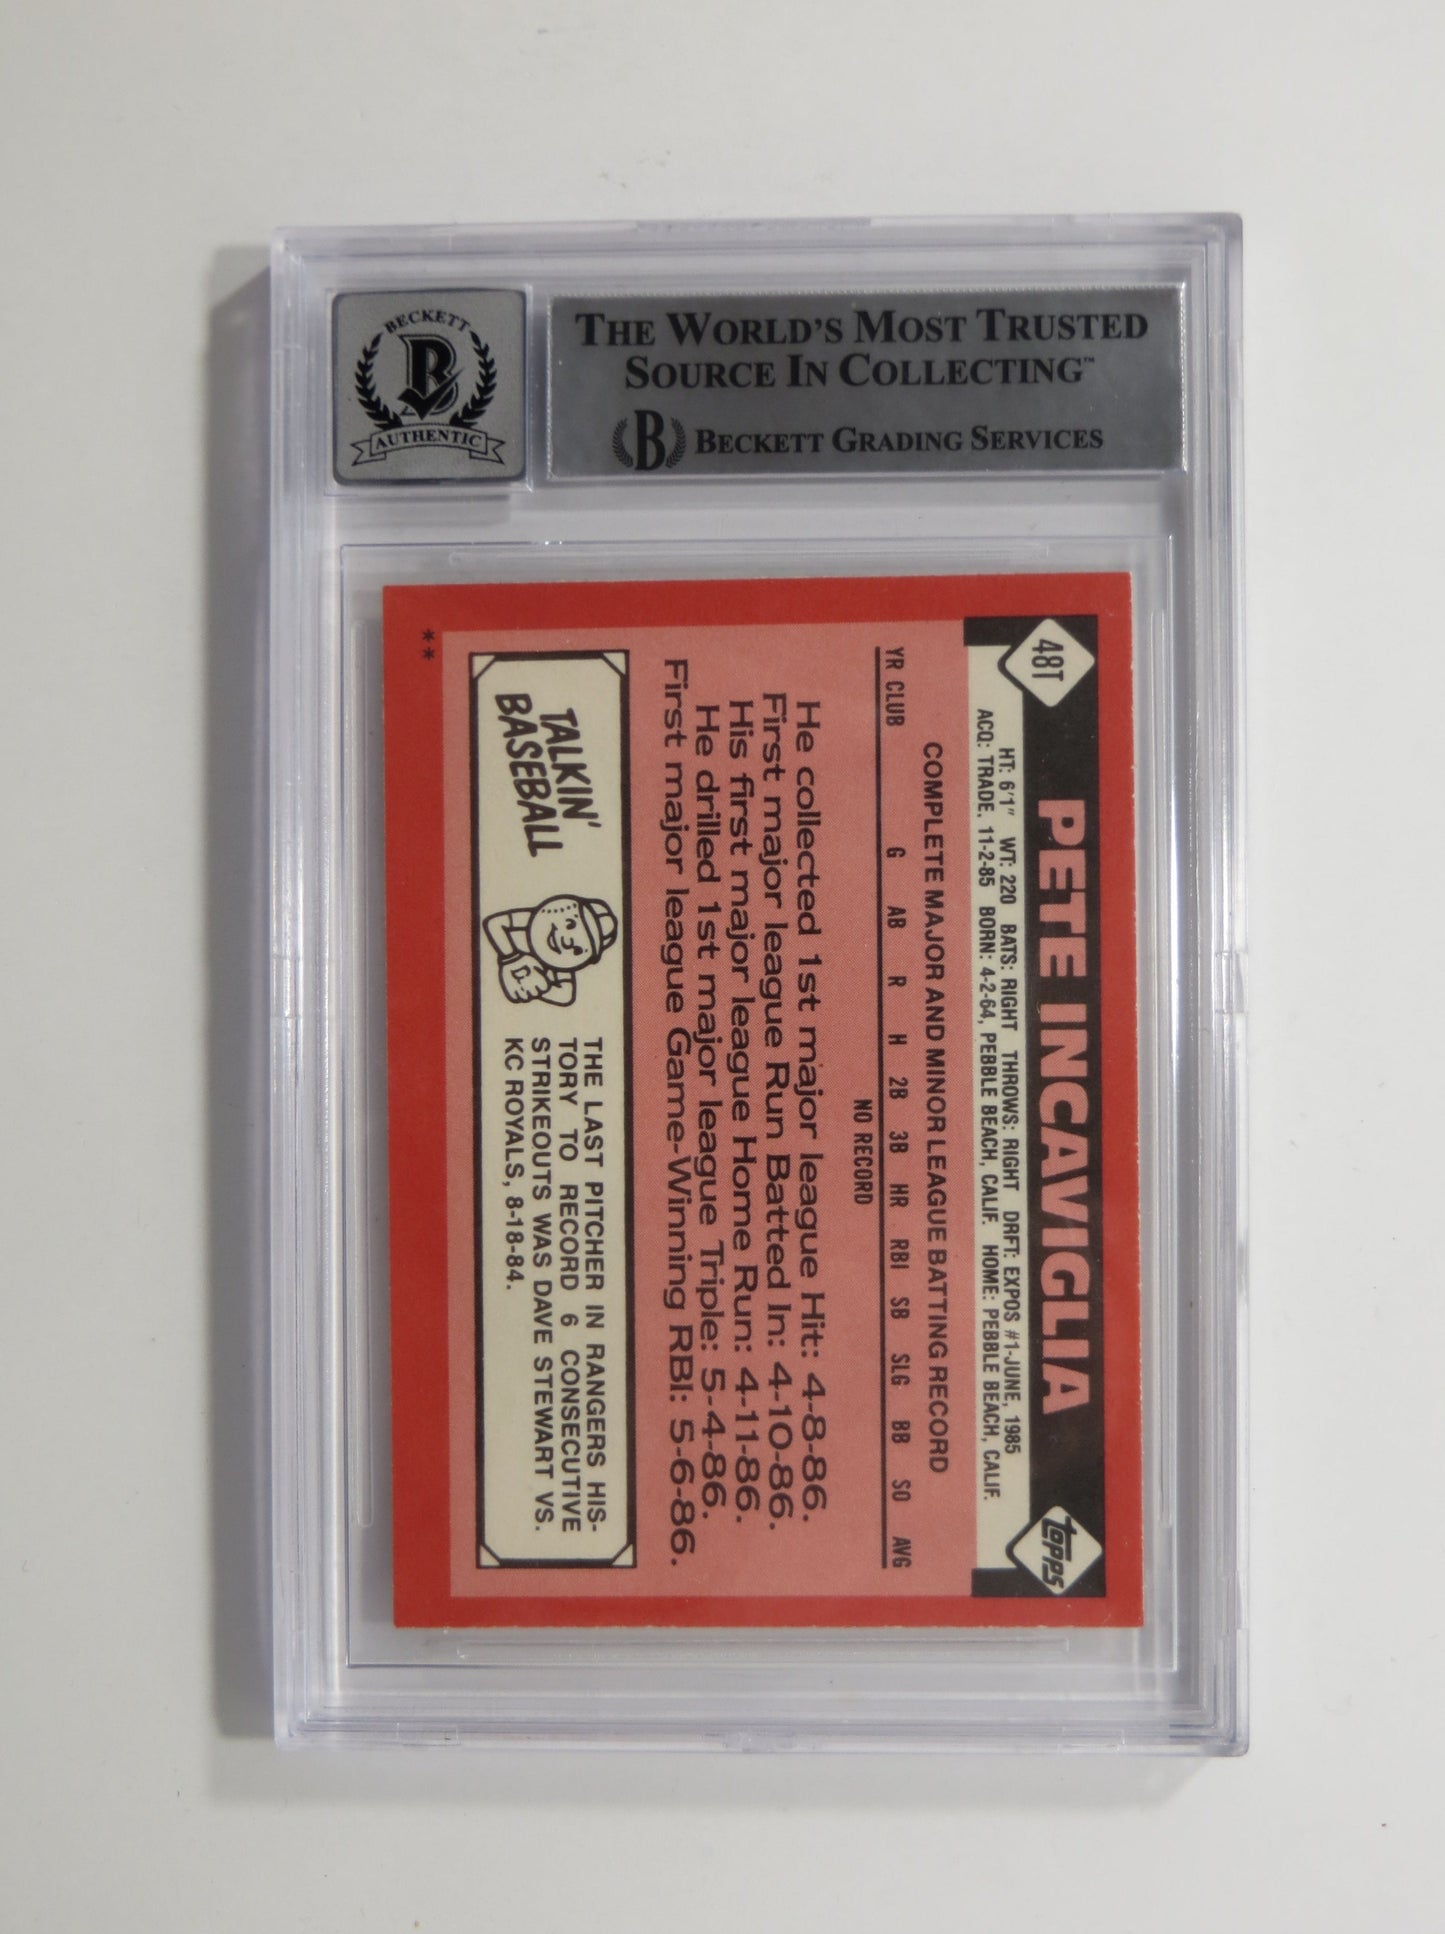 BECKETT
B
AUTHENTIC
THE WORLD'S MOST TRUSTED
SOURCE IN COLLECTING™
B BECKETT GRADING SERVICES
48T
PETE INCAVIGLIA
topps
HT: 6'1" WT: 220 BATS: RIGHT THROWS: RIGHT DRFT: EXPOS #1-JUNE, 1985
ACQ: TRADE, 11-2-85 BORN: 4-2-64, PEBBLE BEACH, CALIF. HOME: PEBBLE BEACH, CALIF.
COMPLETE MAJOR AND MINOR LEAGUE BATTING RECORD
YR CLUB G AB R H 2B 3B HR RBI SB SLG BB SO AVG
NO RECORD
He collected 1st major league Hit: 4-8-86.
First major league Run Batted In: 4-10-86.
His first major league Home Run: 4-11-86.
He drilled 1st major league Triple: 5-4-86.
First major league Game-Winning RBI: 5-6-86.
TALKIN'
BASEBALL
THE LAST PITCHER IN RANGERS HIS-
TORY TO RECORD 6 CONSECUTIVE
STRIKEOUTS WAS DAVE STEWART VS.
KC ROYALS, 8-18-84.
**